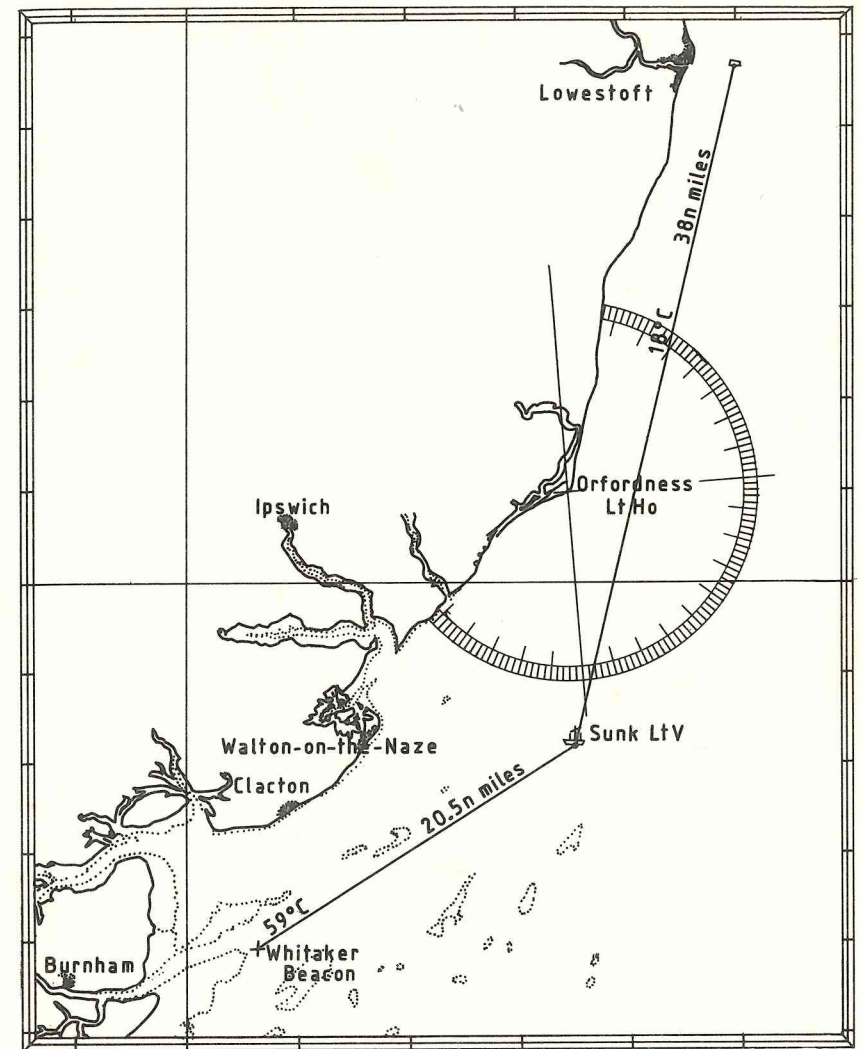 Lowestoft
38n miles
18°C
Orfordness
Lt Ho
Ipswich
Sunk LtV
Walton-on-the-Naze
Clacton
20.5n miles
59°C
Whitaker
Beacon
Burnham